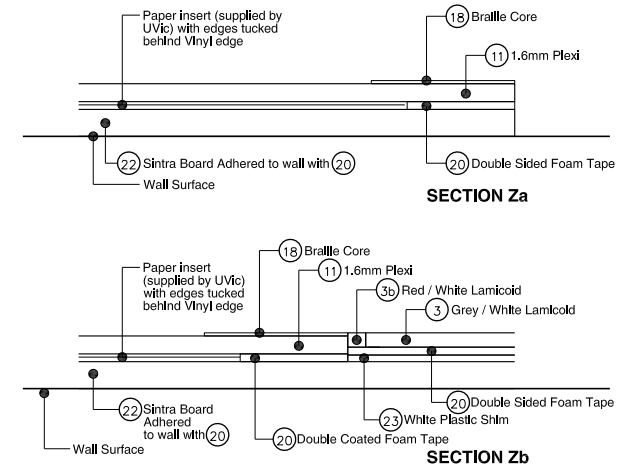 Paper insert (supplied by
UVic) with edges tucked
behind Vinyl edge
18 Braille Core
11 1.6mm Plexi
22 Sintra Board Adhered to wall with 20
20 Double Sided Foam Tape
Wall Surface
SECTION Za
18 Braille Core
Paper insert
(supplied by UVic)
with edges tucked
behind Vinyl edge
11 1.6mm Plexi
3b Red / White Lamicoid
3 Grey / White Lamicoid
22 Sintra Board
Adhered
to wall with 20
20 Double Sided Foam Tape
23 White Plastic Shim
20 Double Coated Foam Tape
Wall Surface
SECTION Zb